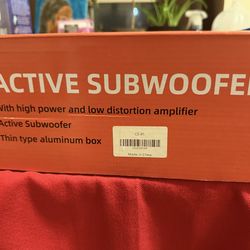 ACTIVE SUBWOOFER
With high power and low distortion amplifier
Active Subwoofer
Thin type aluminum box
Made in China